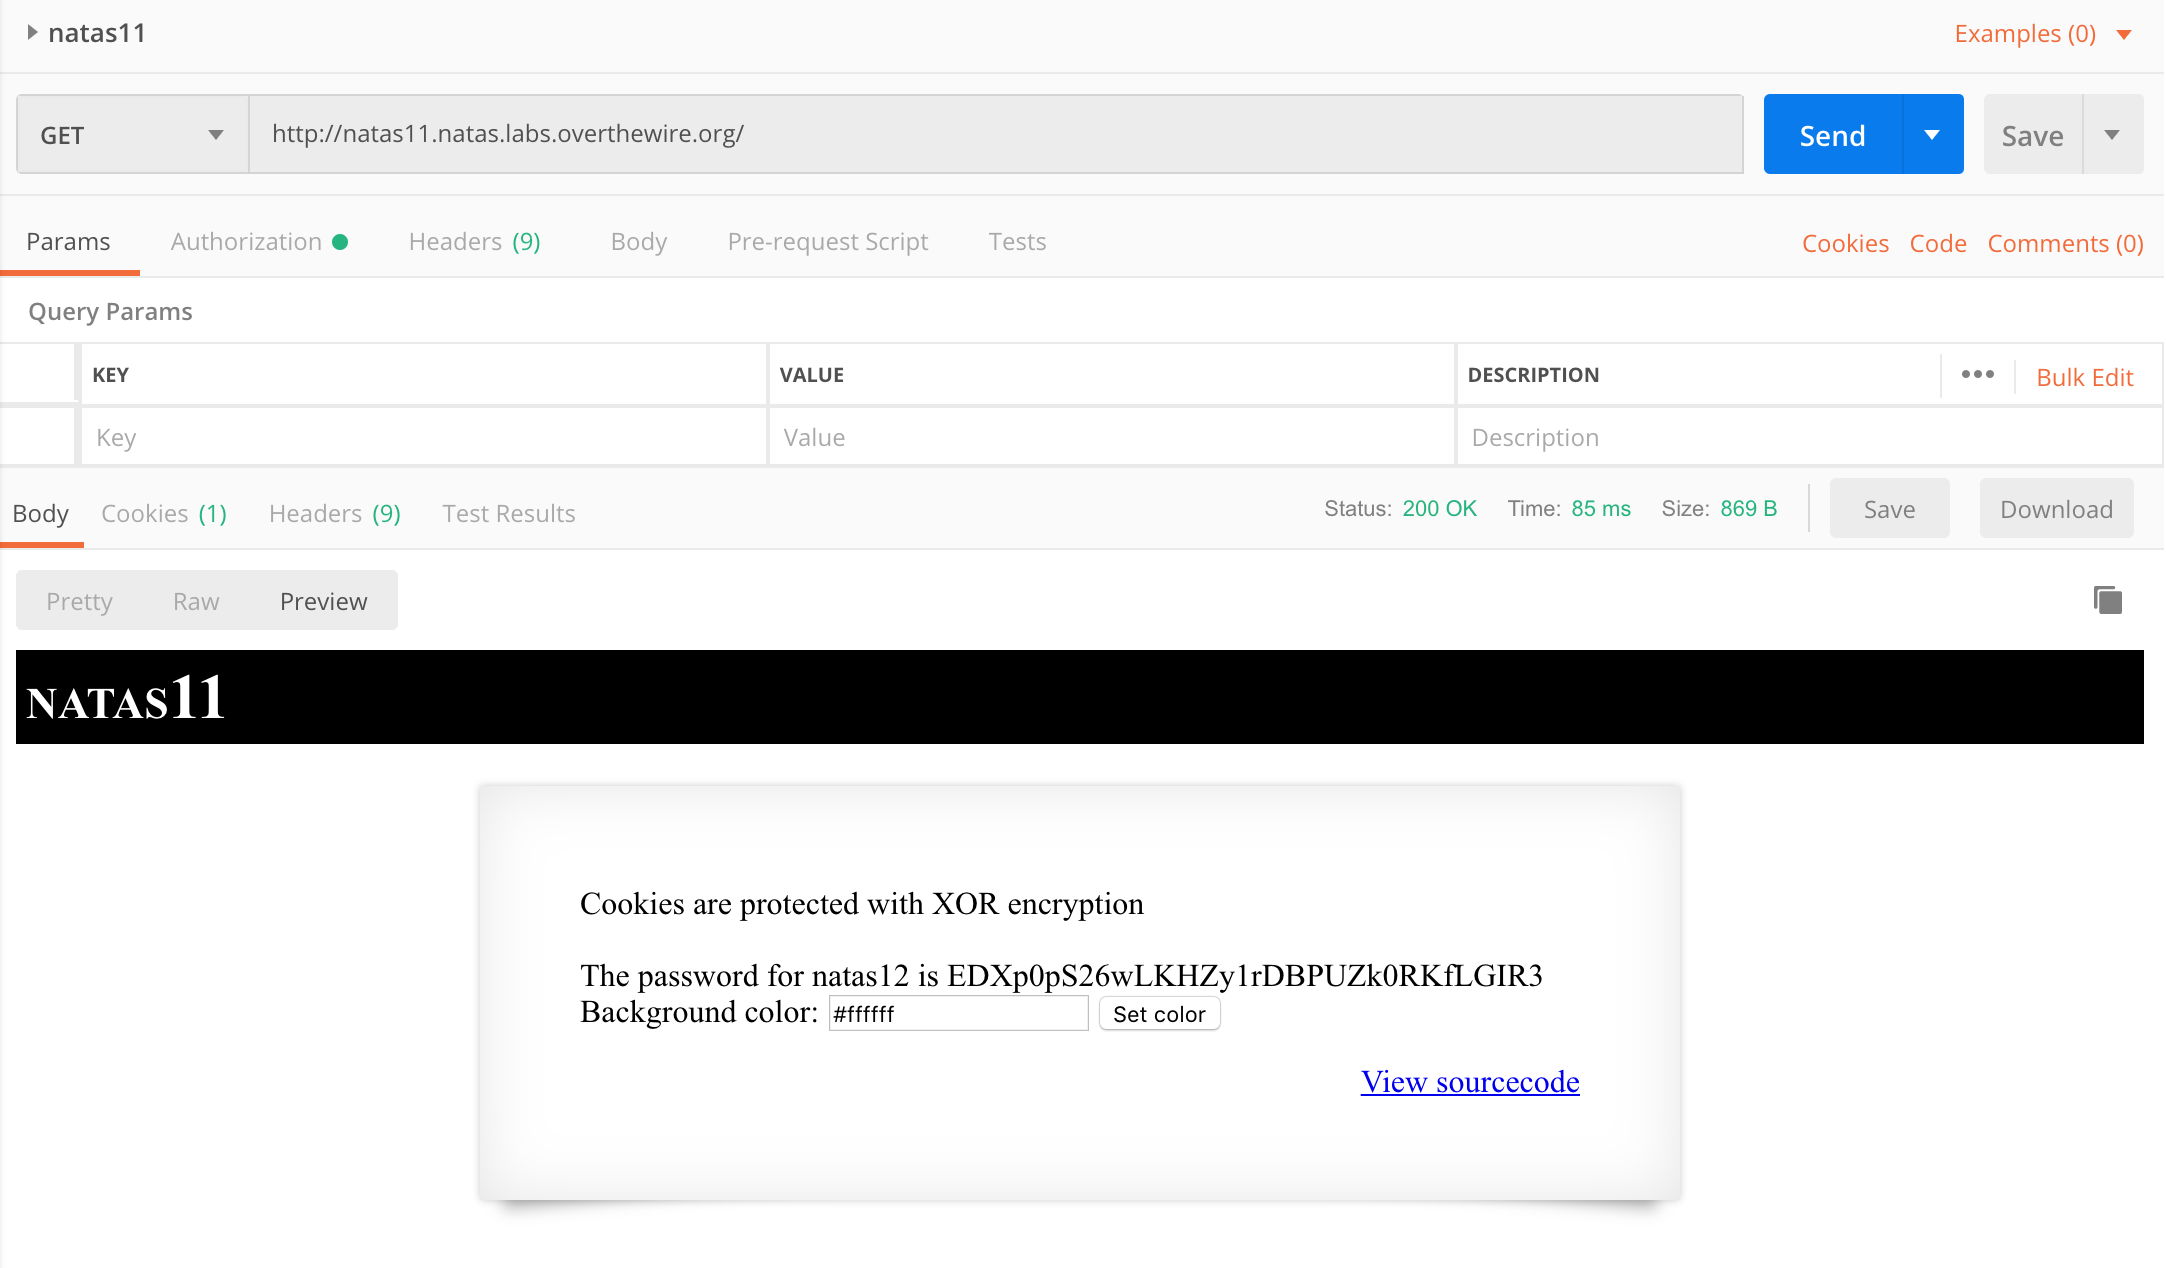 natas11
Examples (0)
GET
http://natas11.natas.labs.overthewire.org/
Send
Save
Params
Authorization
Headers (9)
Body
Pre-request Script
Tests
Cookies
Code
Comments (0)
Query Params
KEY
VALUE
DESCRIPTION
Bulk Edit
Key
Value
Description
Body
Cookies (1)
Headers (9)
Test Results
Status: 200 OK
Time: 85 ms
Size: 869 B
Save
Download
Pretty
Raw
Preview
NATAS11
Cookies are protected with XOR encryption
The password for natas12 is EDXp0pS26wLKHZy1rDBPUZk0RKfLGIR3
Background color: #ffffff Set color
View sourcecode